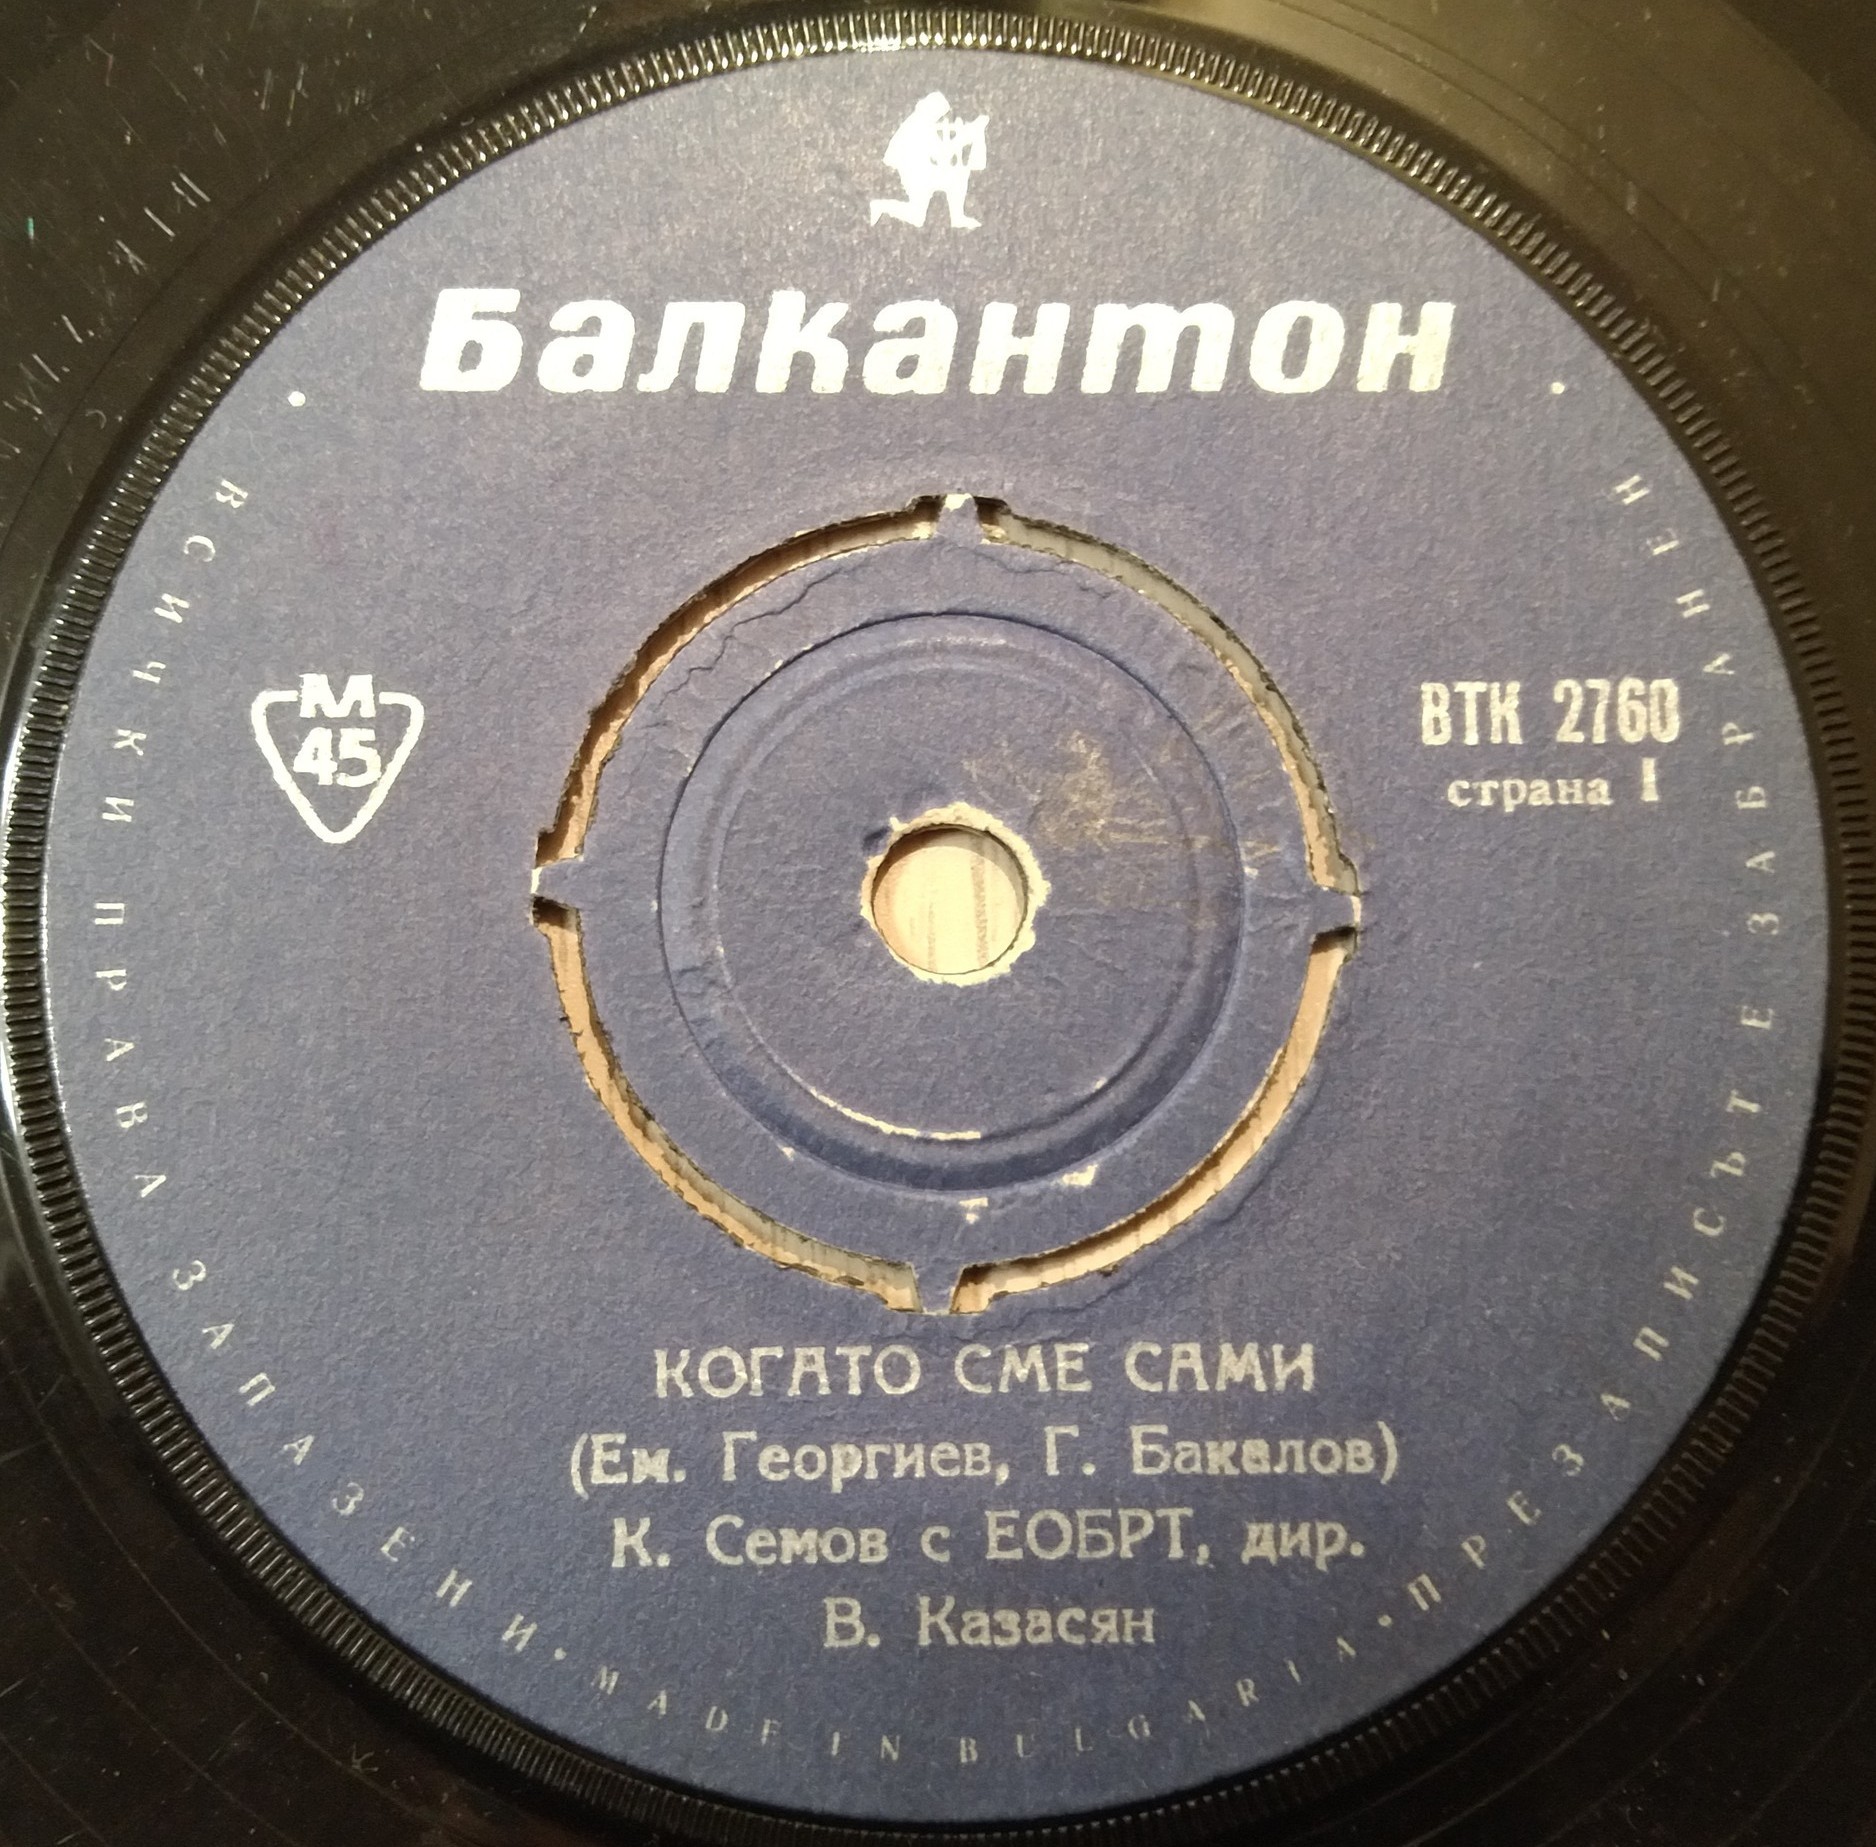 Балкантон
М
45
ВТК 2760
страна I
КОГАТО СМЕ САМИ
(Ем. Георгиев, Г. Бакалов)
К. Семов с ЕОБРТ, дир.
В. Казасян
• ВСИЧКИ ПРАВА ЗАПАЗЕНИ • MADE IN BULGARIA • ПРЕЗАПИСЪТ Е ЗАБРАНЕН •